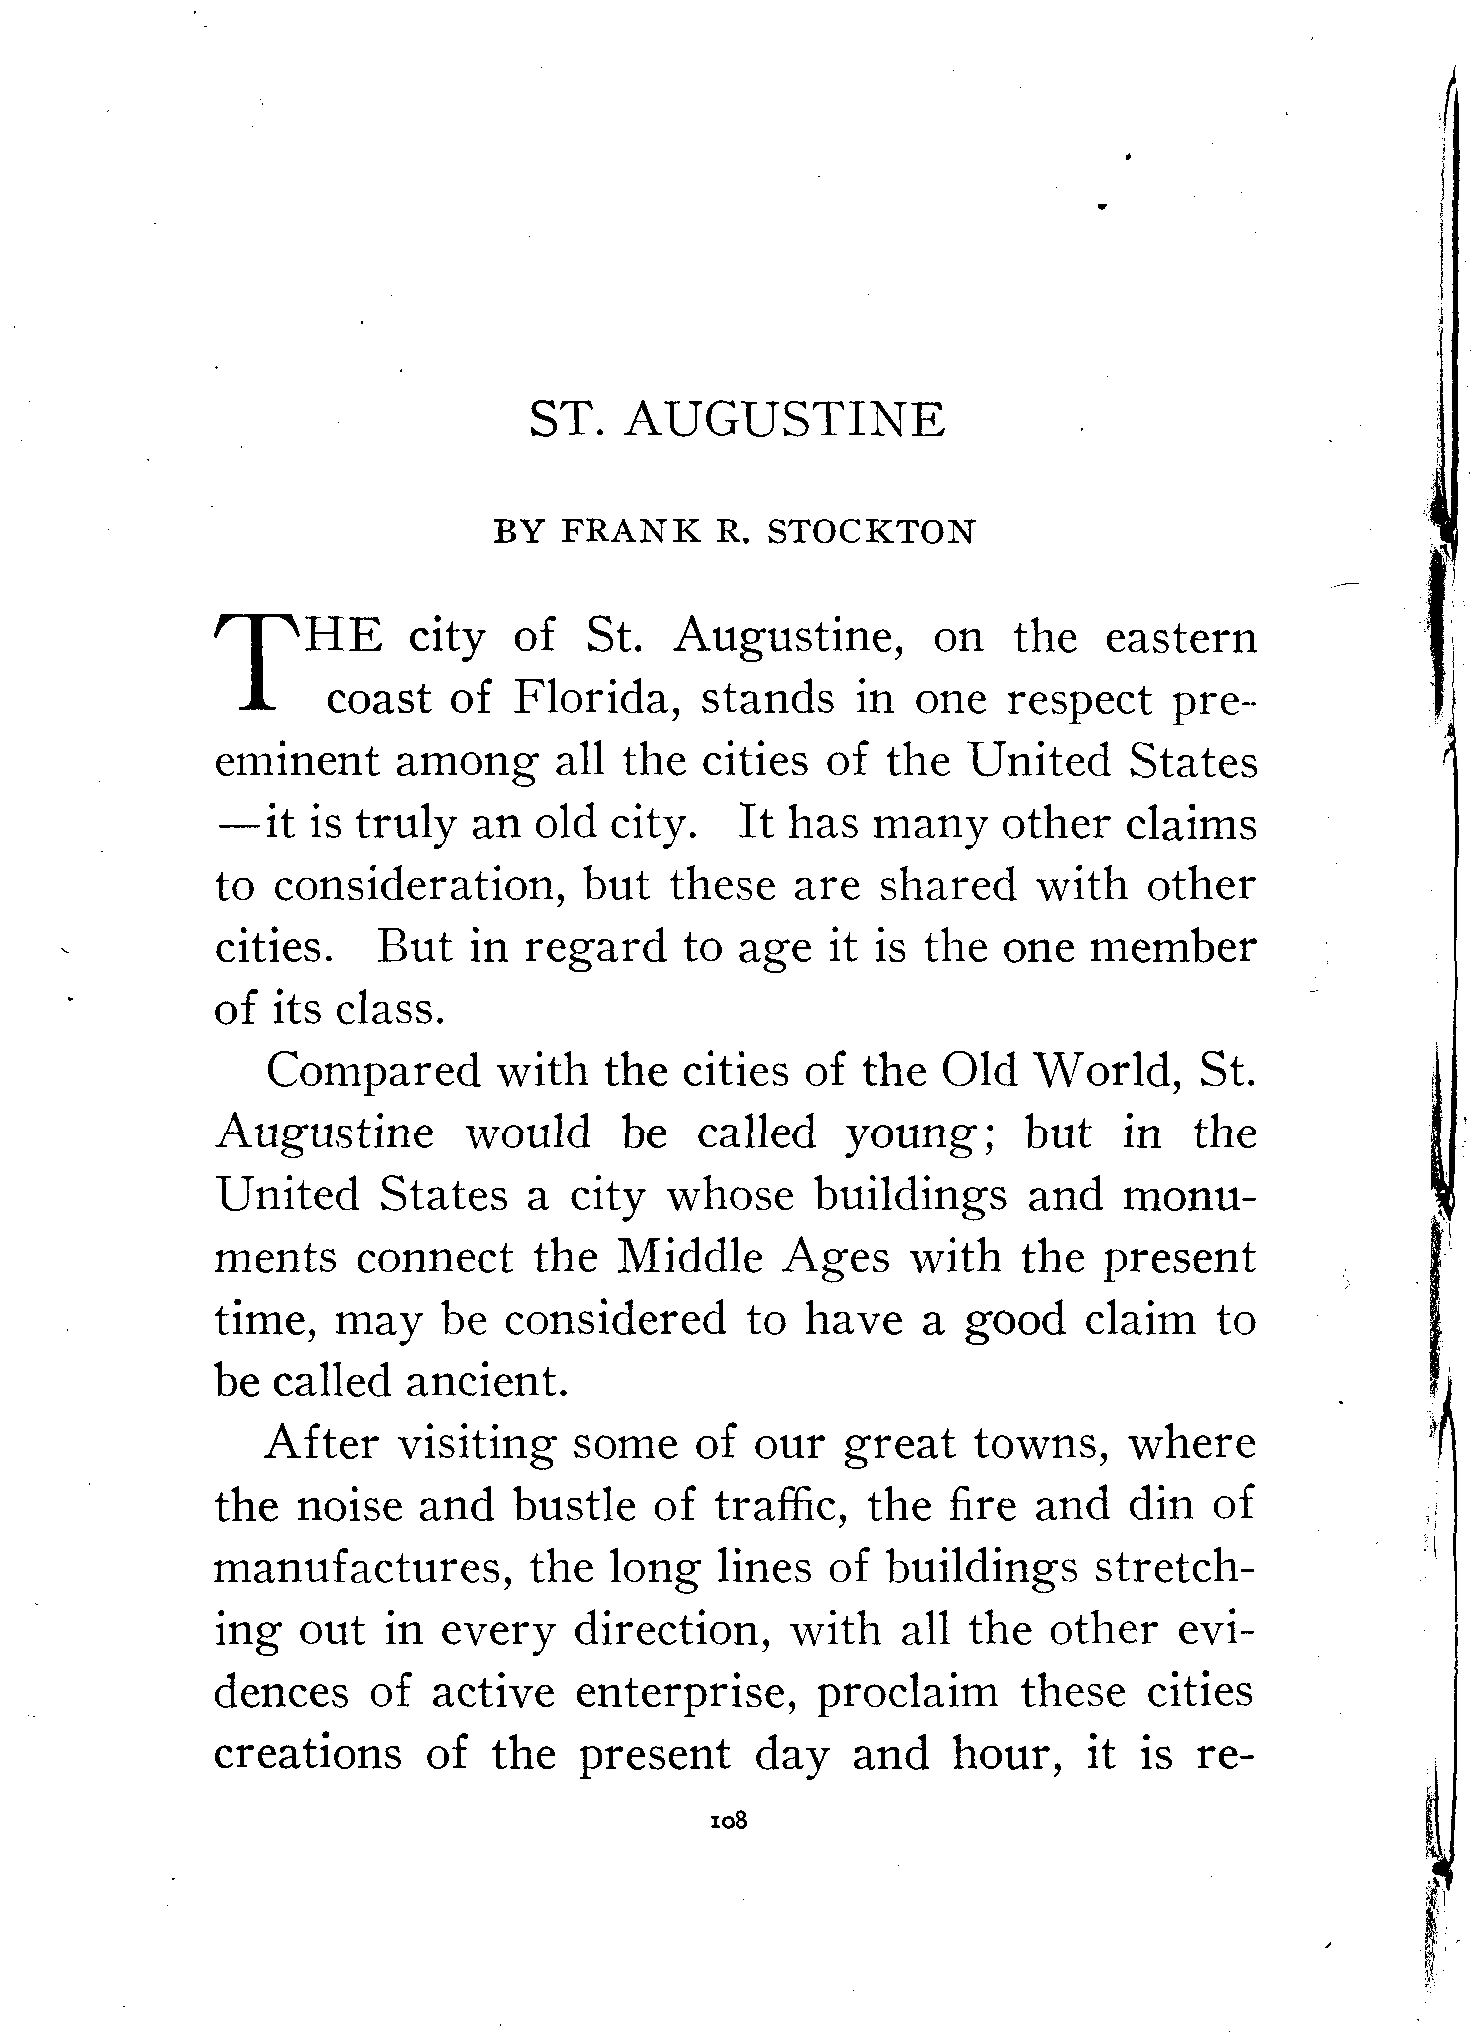 ST. AUGUSTINE
BY FRANK R. STOCKTON
THE city of St. Augustine, on the eastern
coast of Florida, stands in one respect pre-
eminent among all the cities of the United States
—it is truly an old city. It has many other claims
to consideration, but these are shared with other
cities. But in regard to age it is the one member
of its class.
Compared with the cities of the Old World, St.
Augustine would be called young; but in the
United States a city whose buildings and monu-
ments connect the Middle Ages with the present
time, may be considered to have a good claim to
be called ancient.
After visiting some of our great towns, where
the noise and bustle of traffic, the fire and din of
manufactures, the long lines of buildings stretch-
ing out in every direction, with all the other evi-
dences of active enterprise, proclaim these cities
creations of the present day and hour, it is re-
108